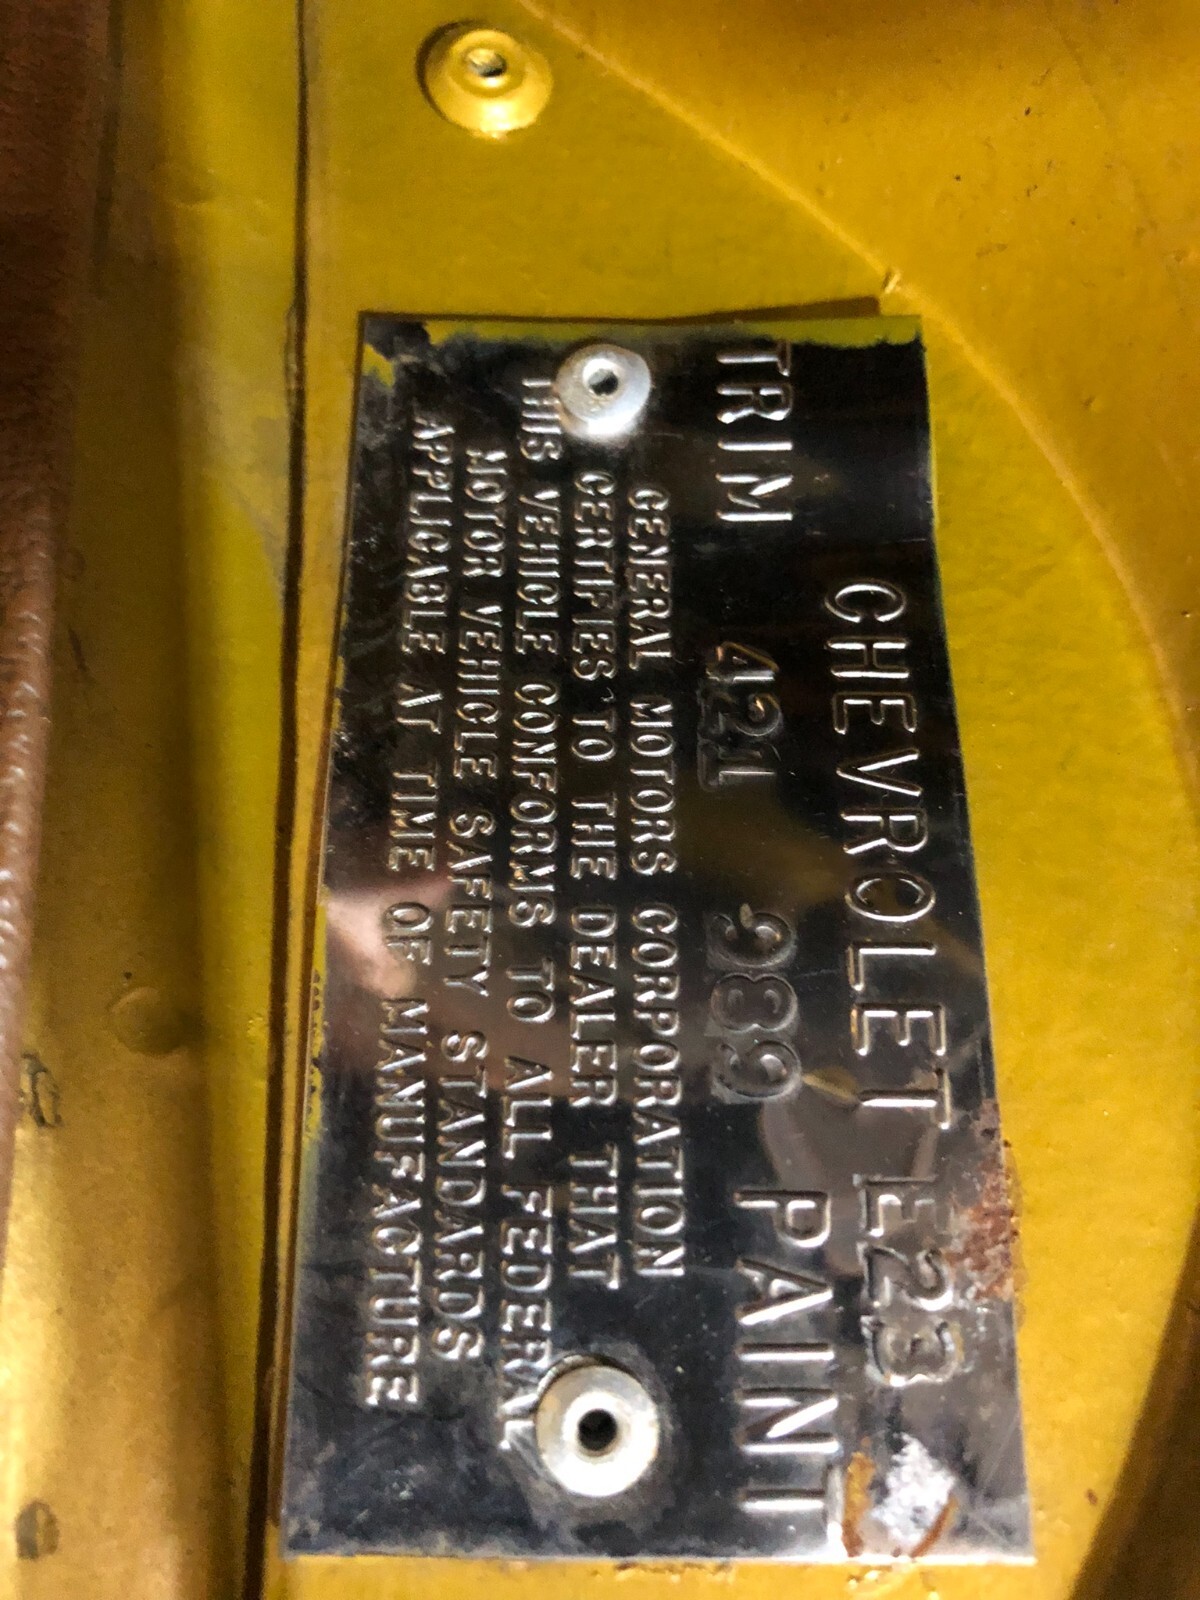 CHEVROLET E23
TRIM 421 989 PAINT
GENERAL MOTORS CORPORATION
CERTIFIES TO THE DEALER THAT
THIS VEHICLE CONFORMS TO ALL FEDERAL
MOTOR VEHICLE SAFETY STANDARDS
APPLICABLE AT TIME OF MANUFACTURE